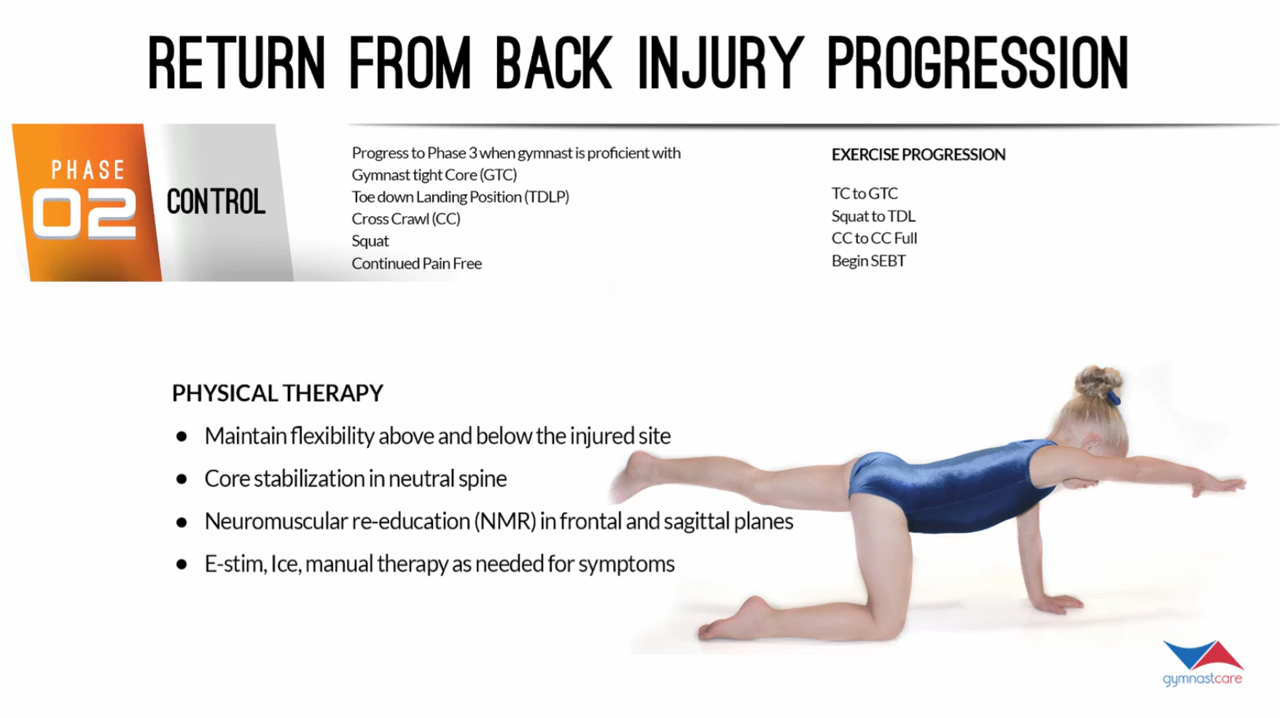 RETURN FROM BACK INJURY PROGRESSION
PHASE
02
CONTROL
Progress to Phase 3 when gymnast is proficient with
Gymnast tight Core (GTC)
Toe down Landing Position (TDLP)
Cross Crawl (CC)
Squat
Continued Pain Free
EXERCISE PROGRESSION
TC to GTC
Squat to TDL
CC to CC Full
Begin SEBT
PHYSICAL THERAPY
● Maintain flexibility above and below the injured site
● Core stabilization in neutral spine
● Neuromuscular re-education (NMR) in frontal and sagittal planes
● E-stim, Ice, manual therapy as needed for symptoms
gymnastcare